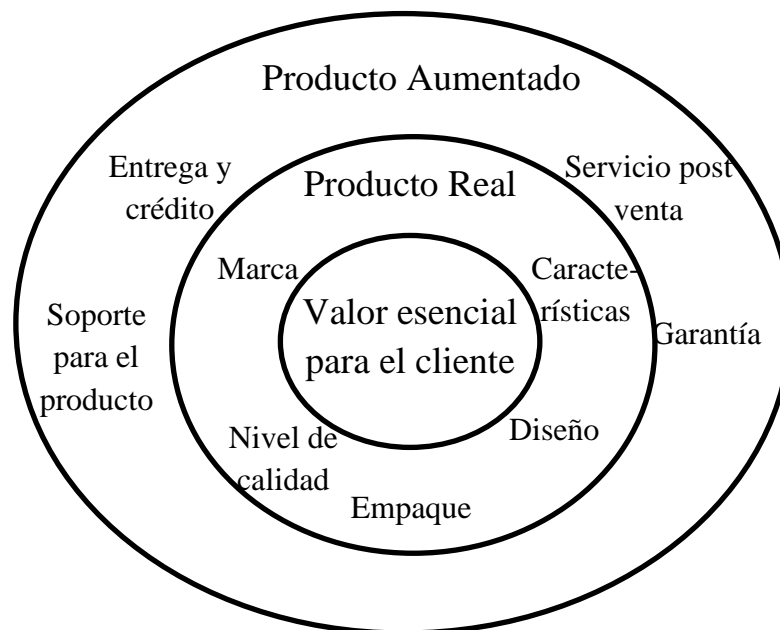 Producto Aumentado
Entrega y
crédito
Servicio post
venta
Producto Real
Marca
Caracte-
rísticas
Valor esencial
para el cliente
Soporte
para el
producto
Garantía
Nivel de
calidad
Diseño
Empaque